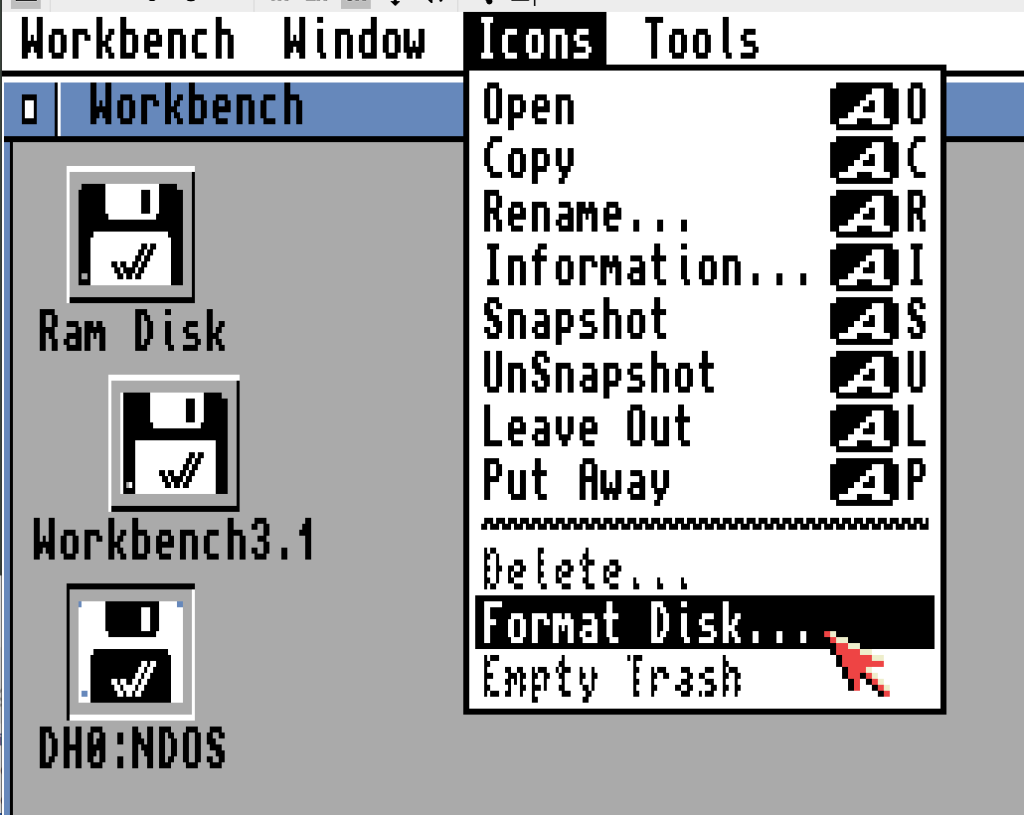 Workbench Window Icons Tools
Workbench
Open A O
Copy A C
Rename... A R
Information... A I
Snapshot A S
UnSnapshot A U
Leave Out A L
Put Away A P
Delete...
Format Disk...
Empty Trash
Ram Disk
Workbench3.1
DH0:NDOS